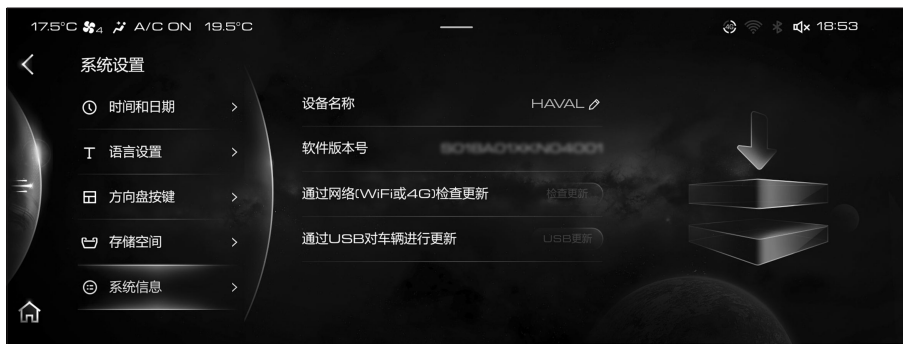 17.5°C 4 A/C ON 19.5°C 4G 18:53
系统设置
时间和日期
语言设置
方向盘按键
存储空间
系统信息
设备名称 HAVAL
软件版本号
通过网络(WiFi或4G)检查更新 检查更新
通过USB对车辆进行更新 USB更新